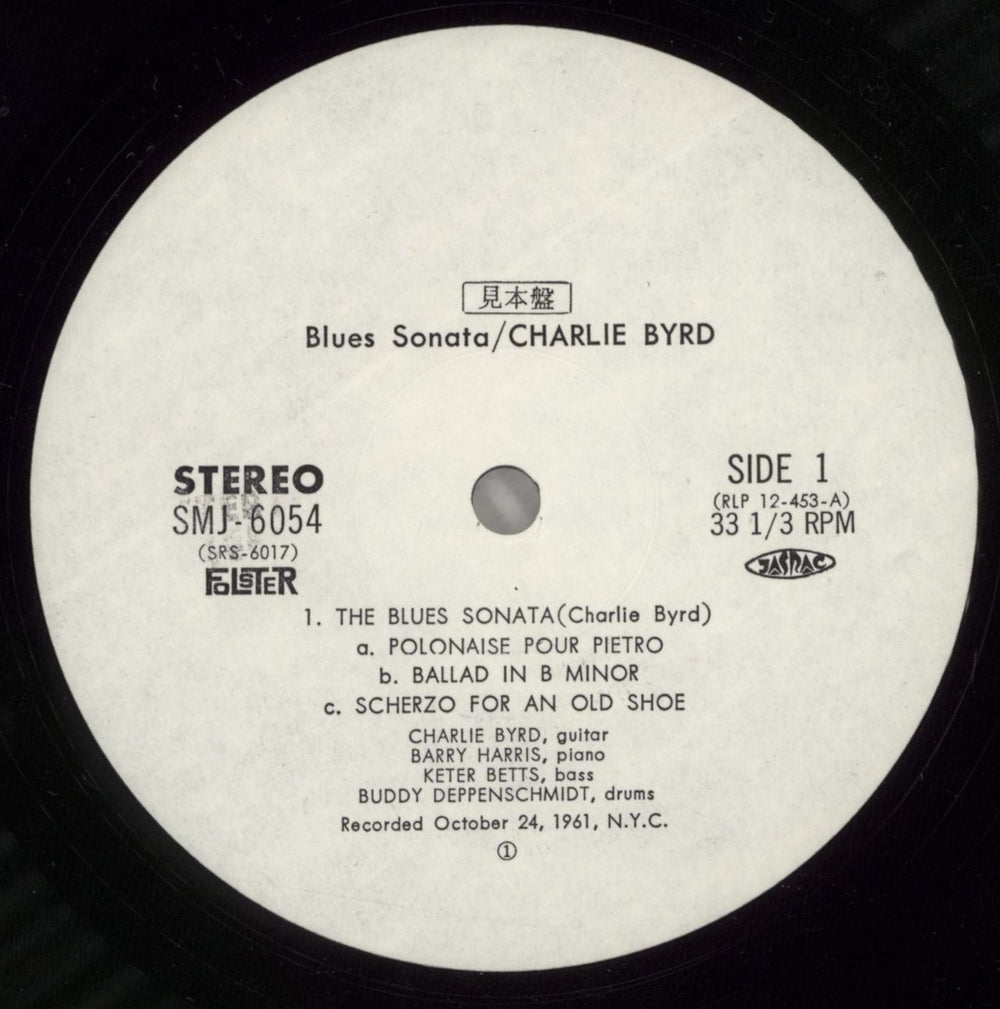 見本盤
Blues Sonata/CHARLIE BYRD
STEREO
SMJ-6054
(SRS-6017)
FOLSTER
SIDE 1
(RLP 12-453-A)
33 1/3 RPM
JASRAC
1. THE BLUES SONATA(Charlie Byrd)
a. POLONAISE POUR PIETRO
b. BALLAD IN B MINOR
c. SCHERZO FOR AN OLD SHOE
CHARLIE BYRD, guitar
BARRY HARRIS, piano
KETER BETTS, bass
BUDDY DEPPENSCHMIDT, drums
Recorded October 24, 1961, N.Y.C.
①